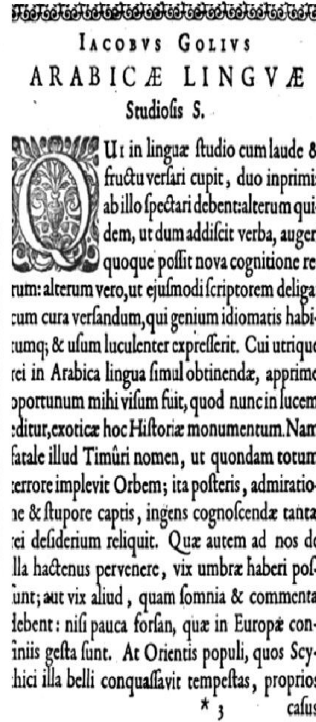 IACOBVS GOLIVS
ARABICÆ LINGVÆ
Studiosis S.
QUI in linguæ ſtudio cum laude &
fructu verſari cupit, duo inprimi
ab illo ſpectari debent: alterum qui
dem, ut dum addiſcit verba, auger
quoque poſſit nova cognitione re
rum: alterum vero, ut ejuſmodi ſcriptorem deliga
cum cura verſandum, qui genium idiomatis habi
tumq; & uſum luculenter expreſſerit. Cui utrique
rei in Arabica lingua ſimul obtinendæ, apprime
opportunum mihi viſum fuit, quod nunc in lucem
editur, exoticæ hoc Hiſtoriæ monumentum. Nam
fatale illud Timûri nomen, ut quondam totum
terrore implevit Orbem; ita poſteris, admiratio-
ne & ſtupore captis, ingens cognoſcendæ tantæ
rei deſiderium reliquit. Quæ autem ad nos de
illa hactenus pervenere, vix umbræ haberi poſ-
ſunt; aut vix aliud, quam ſomnia & commenta
debent: niſi pauca forſan, quæ in Europæ con-
finiis geſta ſunt. At Orientis populi, quos Scy-
thici illa belli conquaſſavit tempeſtas, proprios
* 3 caſus